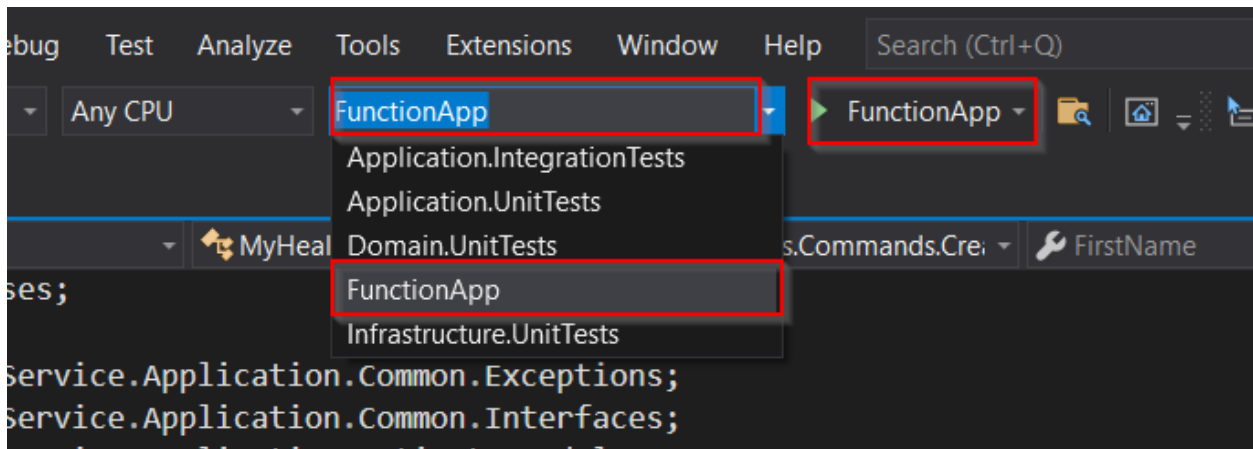 ebug Test Analyze Tools Extensions Window Help Search (Ctrl+Q)
Any CPU FunctionApp FunctionApp
Application.IntegrationTests
Application.UnitTests
MyHeal Domain.UnitTests s.Commands.Crea FirstName
ses; FunctionApp
Infrastructure.UnitTests
Service.Application.Common.Exceptions;
Service.Application.Common.Interfaces;